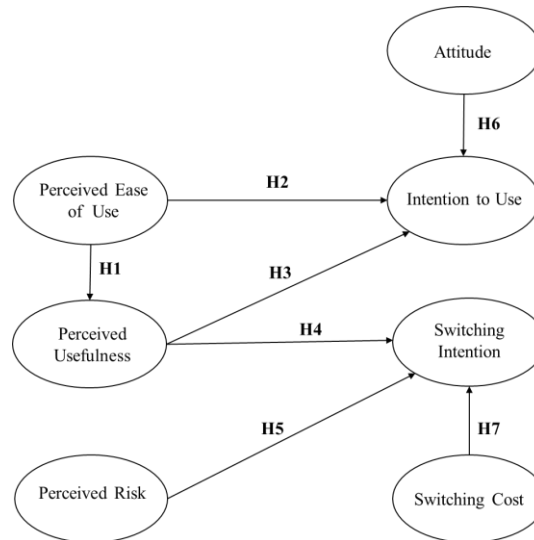 Attitude
H6
Perceived Ease
of Use
H2
Intention to Use
H1
H3
Perceived
Usefulness
H4
Switching
Intention
H5
H7
Perceived Risk
Switching Cost